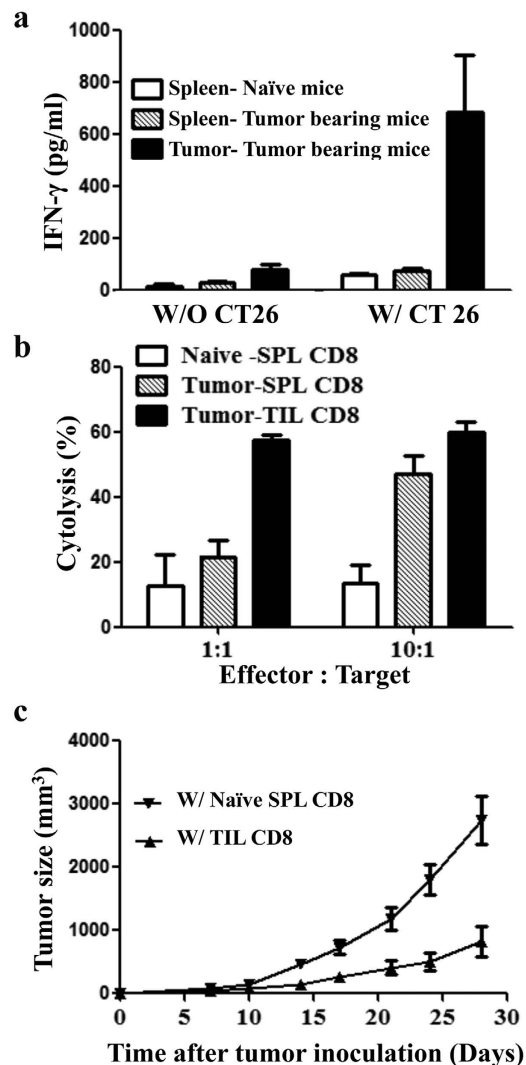 a
IFN-γ (pg/ml)
1000
800
600
400
200
0
Spleen- Naïve mice
Spleen- Tumor bearing mice
Tumor- Tumor bearing mice
W/O CT26
W/ CT 26
b
Cytolysis (%)
80
60
40
20
0
Naive -SPL CD8
Tumor-SPL CD8
Tumor-TIL CD8
1:1
10:1
Effector : Target
c
Tumor size (mm³)
4000
3000
2000
1000
0
W/ Naïve SPL CD8
W/ TIL CD8
0 5 10 15 20 25 30
Time after tumor inoculation (Days)